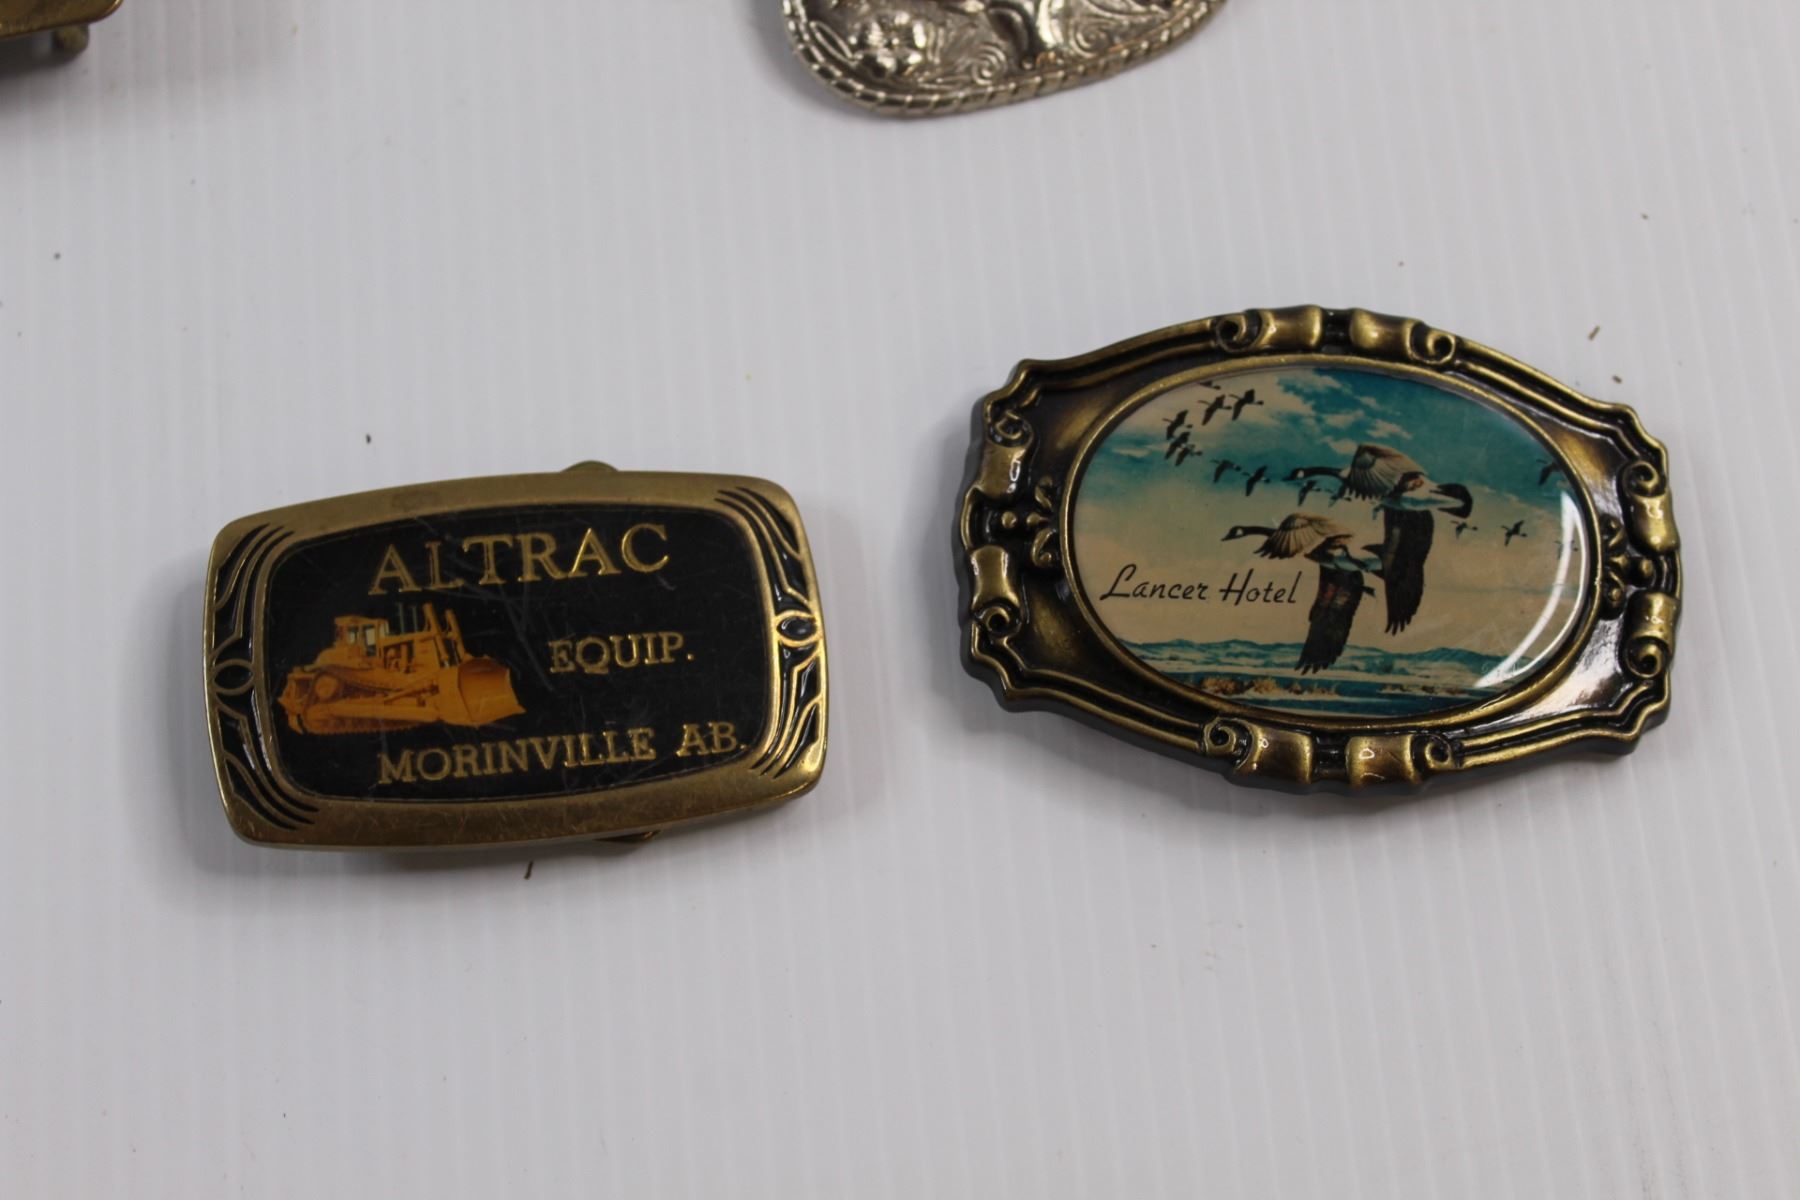 ALTRAC
EQUIP.
MORINVILLE AB.
Lancer Hotel